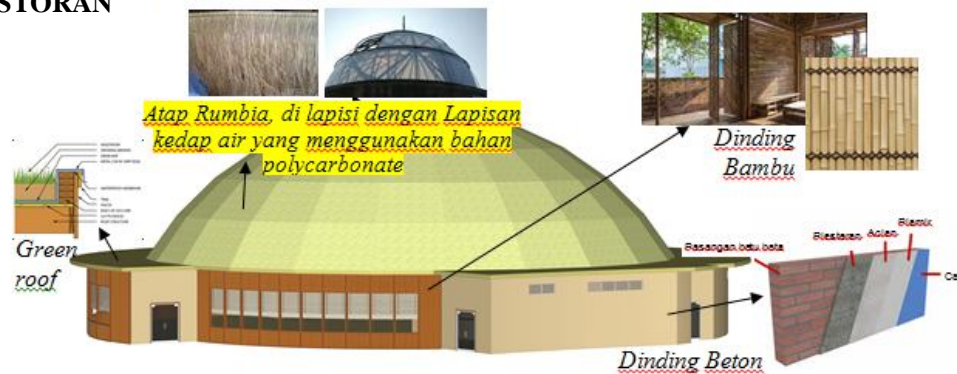 STORAN
Atap Rumbia, di lapisi dengan Lapisan
kedap air yang menggunakan bahan
polycarbonate
Dinding
Bambu
Green
roof
Pasangan batu bata
Plesteran
Acian
Plamir
Ca
Dinding Beton